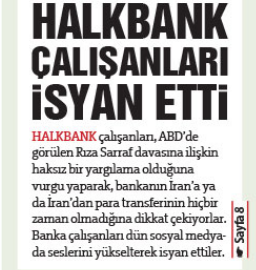 HALKBANK
ÇALIŞANLARI
iSYAN ETTi
HALKBANK çalışanları, ABD'de
görülen Rıza Sarraf davasına ilişkin
haksız bir yargılama olduğuna
vurgu yaparak, bankanın İran'a ya
da İran'dan para transferinin hiçbir
zaman olmadığına dikkat çekiyorlar.
Banka çalışanları dün sosyal medya-
da seslerini yükselterek isyan ettiler.
Sayfa 8